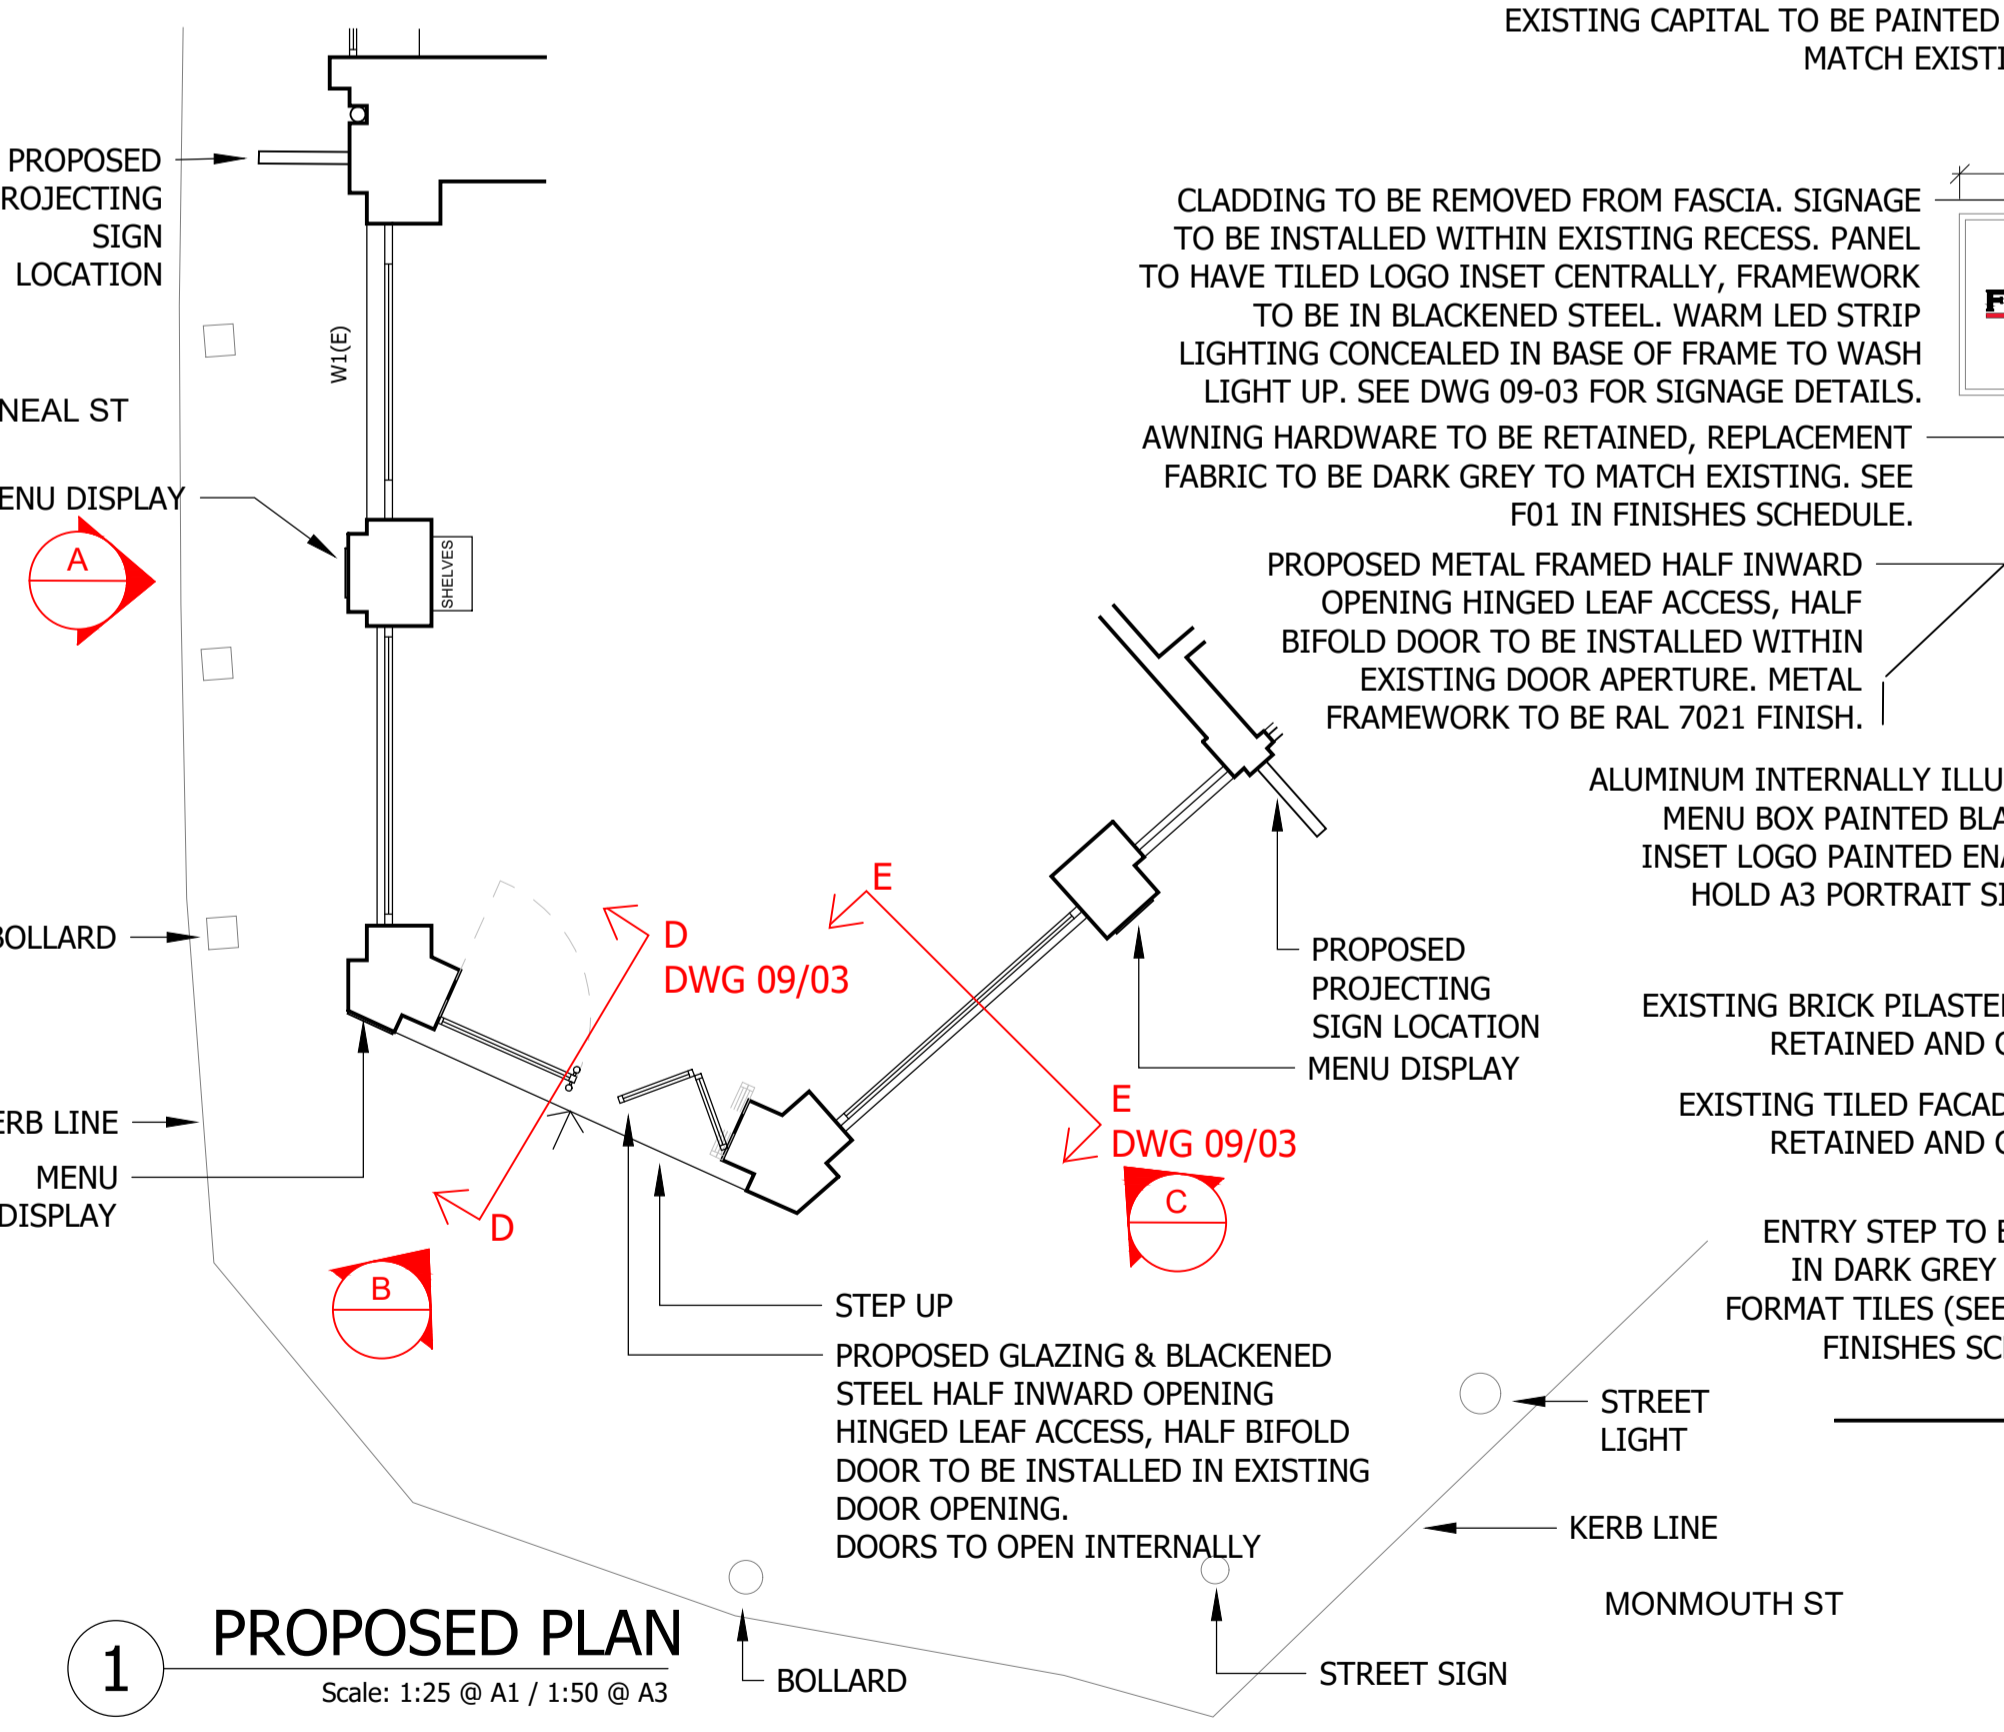 EXISTING CAPITAL TO BE PAINTED
MATCH EXISTI
PROPOSED
ROJECTING
SIGN
LOCATION
CLADDING TO BE REMOVED FROM FASCIA. SIGNAGE
TO BE INSTALLED WITHIN EXISTING RECESS. PANEL
TO HAVE TILED LOGO INSET CENTRALLY, FRAMEWORK
TO BE IN BLACKENED STEEL. WARM LED STRIP
LIGHTING CONCEALED IN BASE OF FRAME TO WASH
LIGHT UP. SEE DWG 09-03 FOR SIGNAGE DETAILS.
F
W1(E)
NEAL ST
AWNING HARDWARE TO BE RETAINED, REPLACEMENT
FABRIC TO BE DARK GREY TO MATCH EXISTING. SEE
F01 IN FINISHES SCHEDULE.
ENU DISPLAY
A
SHELVES
PROPOSED METAL FRAMED HALF INWARD
OPENING HINGED LEAF ACCESS, HALF
BIFOLD DOOR TO BE INSTALLED WITHIN
EXISTING DOOR APERTURE. METAL
FRAMEWORK TO BE RAL 7021 FINISH.
ALUMINUM INTERNALLY ILLU
MENU BOX PAINTED BLA
INSET LOGO PAINTED ENA
HOLD A3 PORTRAIT SI
BOLLARD
D
DWG 09/03
E
PROPOSED
PROJECTING
SIGN LOCATION
MENU DISPLAY
EXISTING BRICK PILASTER
RETAINED AND C
ERB LINE
MENU
DISPLAY
E
DWG 09/03
EXISTING TILED FACAD
RETAINED AND C
D
C
B
ENTRY STEP TO B
IN DARK GREY
FORMAT TILES (SEE
FINISHES SCH
STEP UP
PROPOSED GLAZING & BLACKENED
STEEL HALF INWARD OPENING
HINGED LEAF ACCESS, HALF BIFOLD
DOOR TO BE INSTALLED IN EXISTING
DOOR OPENING.
DOORS TO OPEN INTERNALLY
STREET
LIGHT
KERB LINE
MONMOUTH ST
STREET SIGN
BOLLARD
1
PROPOSED PLAN
Scale: 1:25 @ A1 / 1:50 @ A3